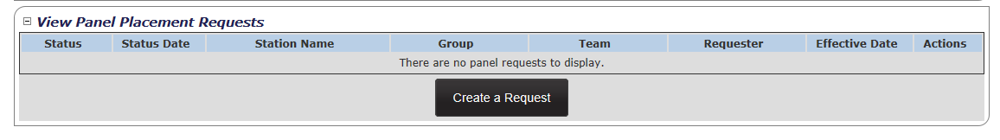 View Panel Placement Requests
Status Status Date Station Name Group Team Requester Effective Date Actions
There are no panel requests to display.
Create a Request